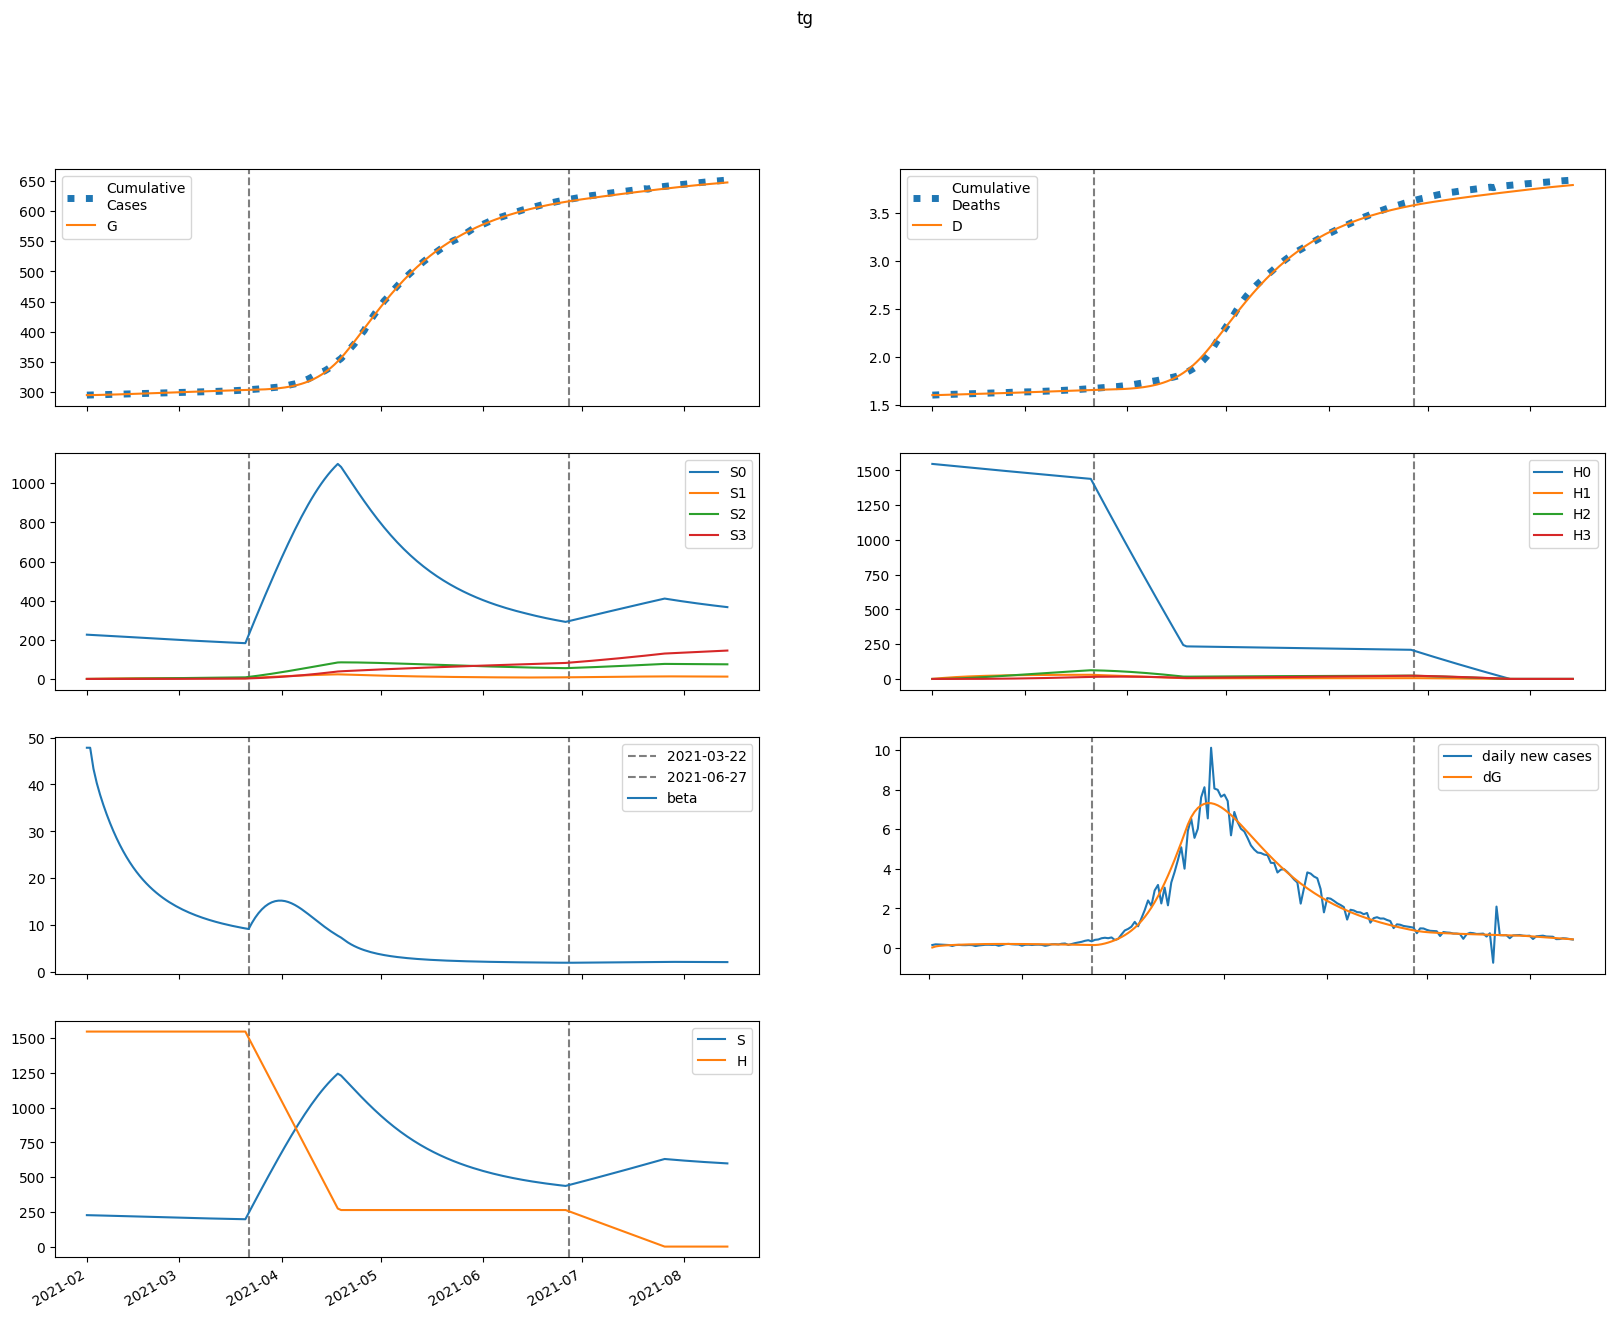 tg
650
600
550
500
450
400
350
300
Cumulative
Cases
G
3.5
3.0
2.5
2.0
1.5
Cumulative
Deaths
D
1000
800
600
400
200
0
S0
S1
S2
S3
1500
1250
1000
750
500
250
0
H0
H1
H2
H3
50
40
30
20
10
0
2021-03-22
2021-06-27
beta
10
8
6
4
2
0
daily new cases
dG
1500
1250
1000
750
500
250
0
S
H
2021-02
2021-03
2021-04
2021-05
2021-06
2021-07
2021-08